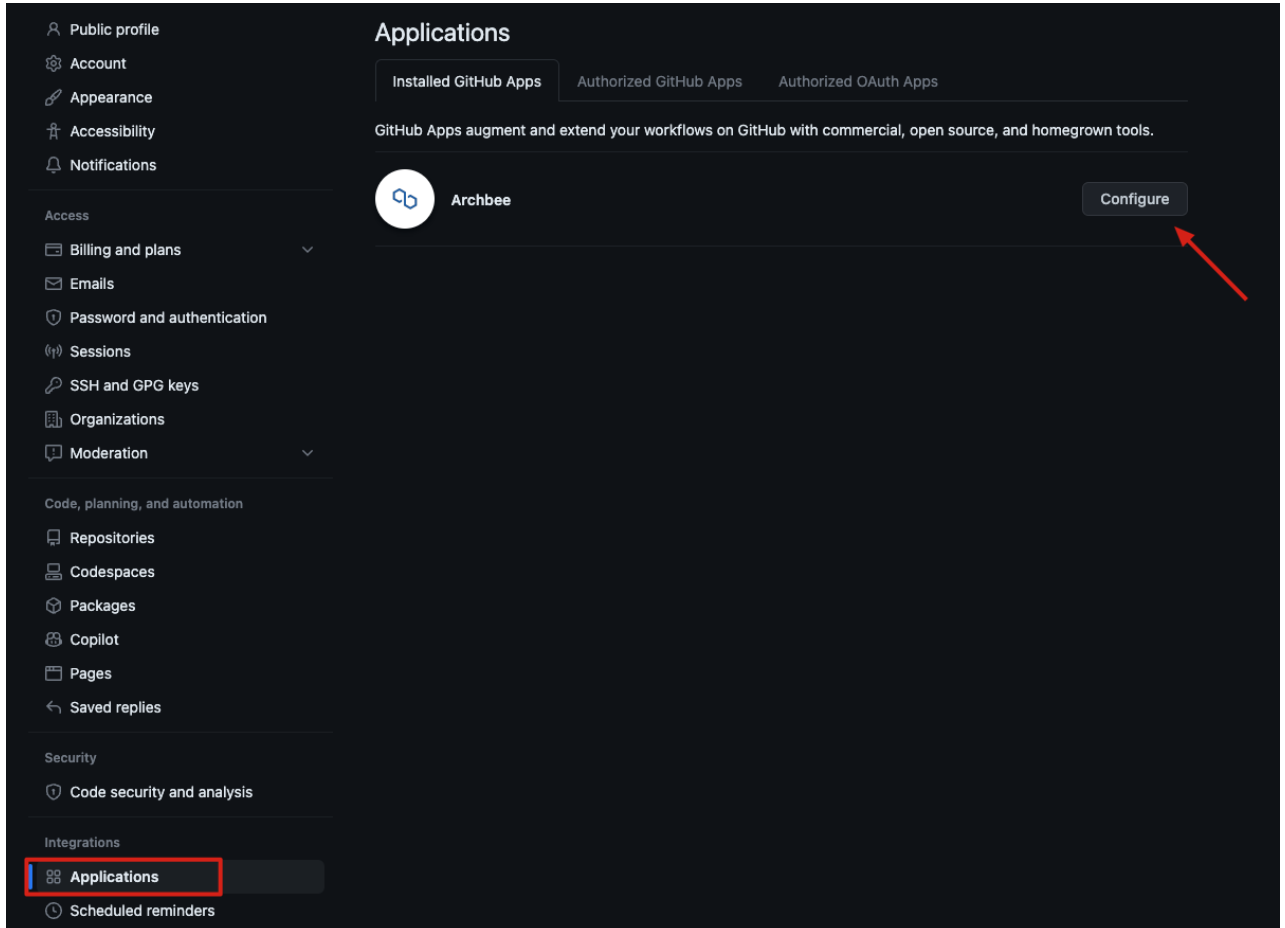 Public profile
Account
Appearance
Accessibility
Notifications
Access
Billing and plans
Emails
Password and authentication
Sessions
SSH and GPG keys
Organizations
Moderation
Code, planning, and automation
Repositories
Codespaces
Packages
Copilot
Pages
Saved replies
Security
Code security and analysis
Integrations
Applications
Scheduled reminders
Applications
Installed GitHub Apps Authorized GitHub Apps Authorized OAuth Apps
GitHub Apps augment and extend your workflows on GitHub with commercial, open source, and homegrown tools.
Archbee Configure